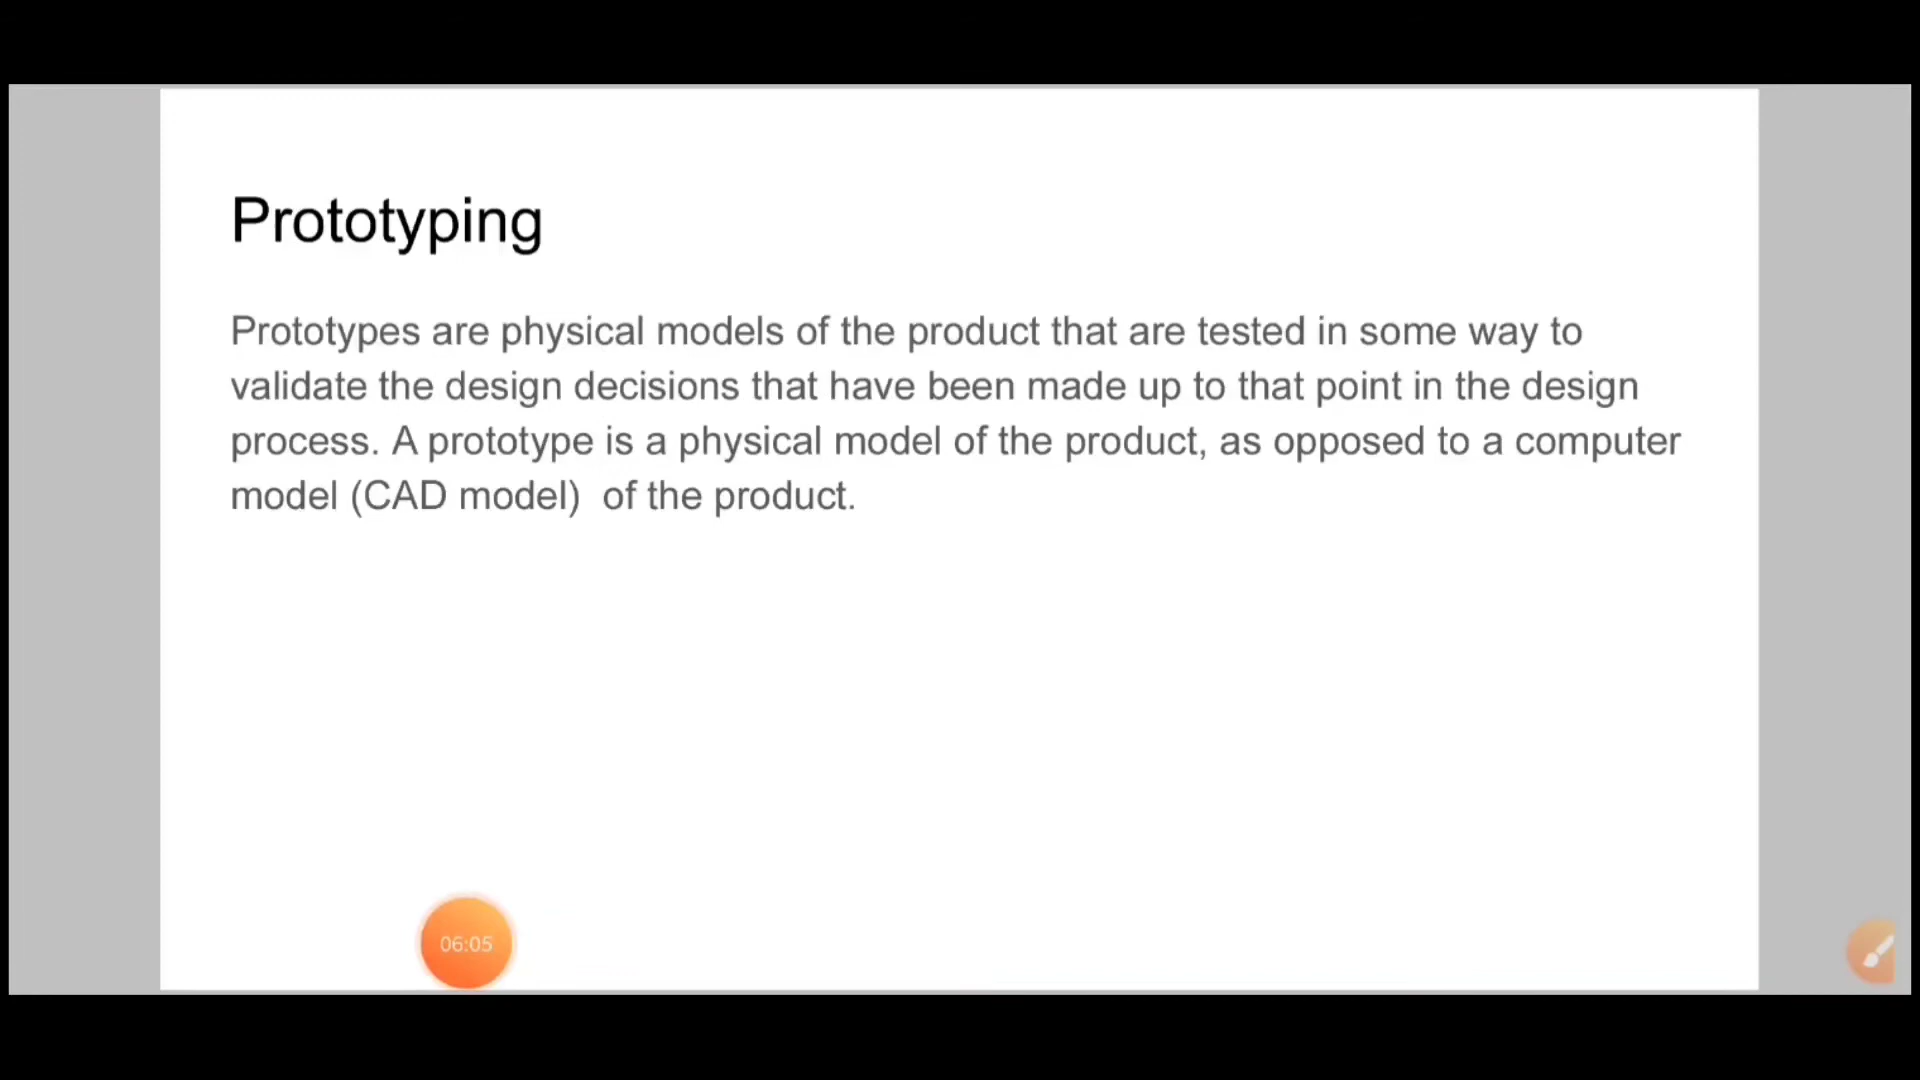 Prototyping
Prototypes are physical models of the product that are tested in some way to
validate the design decisions that have been made up to that point in the design
process. A prototype is a physical model of the product, as opposed to a computer
model (CAD model)  of the product.
06:05